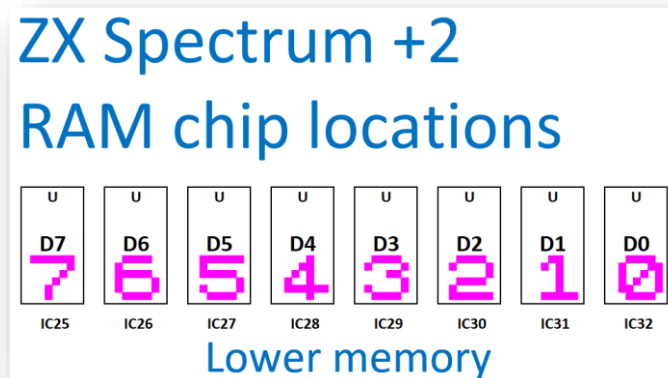 ZX Spectrum +2
RAM chip locations
U U U U U U U U
D7 D6 D5 D4 D3 D2 D1 D0
7 6 5 4 3 2 1 0
IC25 IC26 IC27 IC28 IC29 IC30 IC31 IC32
Lower memory